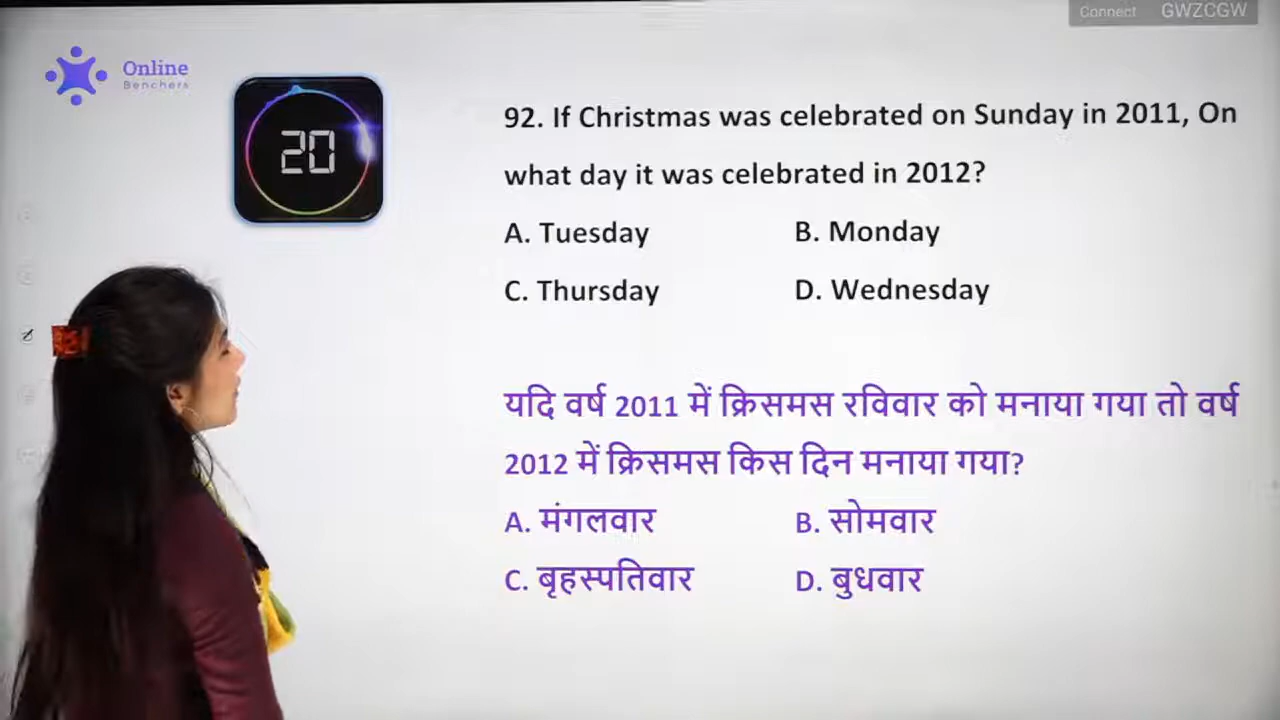 Connect GWZCGW
Online
Benchers
20
92. If Christmas was celebrated on Sunday in 2011, On
what day it was celebrated in 2012?
A. Tuesday B. Monday
C. Thursday D. Wednesday
यदि वर्ष 2011 में क्रिसमस रविवार को मनाया गया तो वर्ष
2012 में क्रिसमस किस दिन मनाया गया?
A. मंगलवार B. सोमवार
C. बृहस्पतिवार D. बुधवार